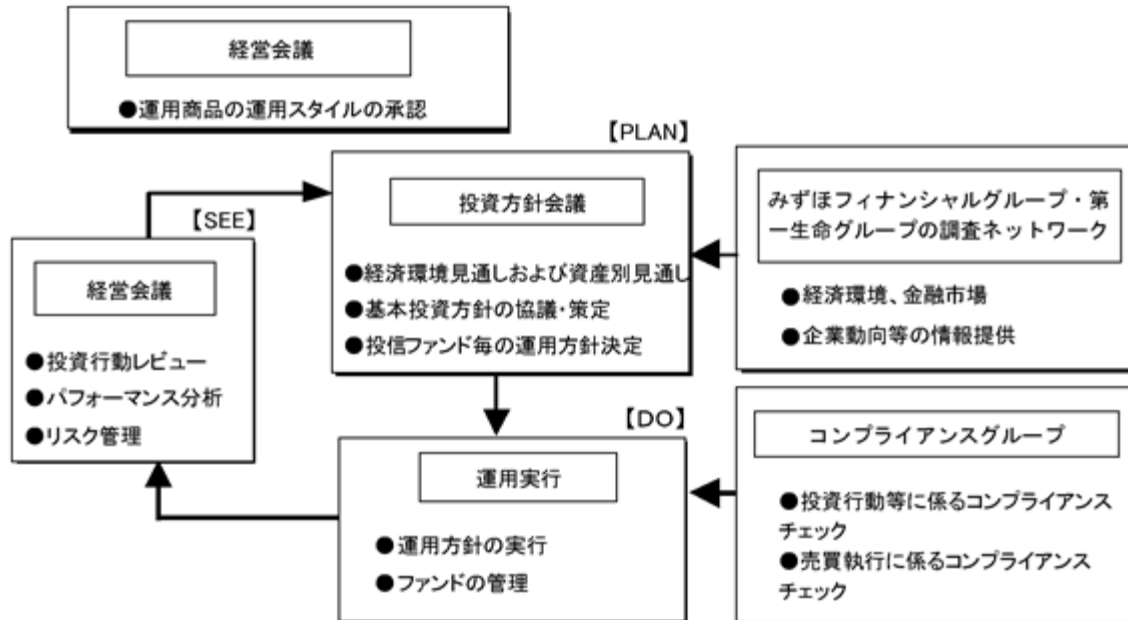 経営会議
●運用商品の運用スタイルの承認
【PLAN】
投資方針会議
●経済環境見通しおよび資産別見通し
●基本投資方針の協議・策定
●投信ファンド毎の運用方針決定
みずほフィナンシャルグループ・第
一生命グループの調査ネットワーク
●経済環境、金融市場
●企業動向等の情報提供
【SEE】
経営会議
●投資行動レビュー
●パフォーマンス分析
●リスク管理
【DO】
運用実行
●運用方針の実行
●ファンドの管理
コンプライアンスグループ
●投資行動等に係るコンプライアンス
チェック
●売買執行に係るコンプライアンス
チェック